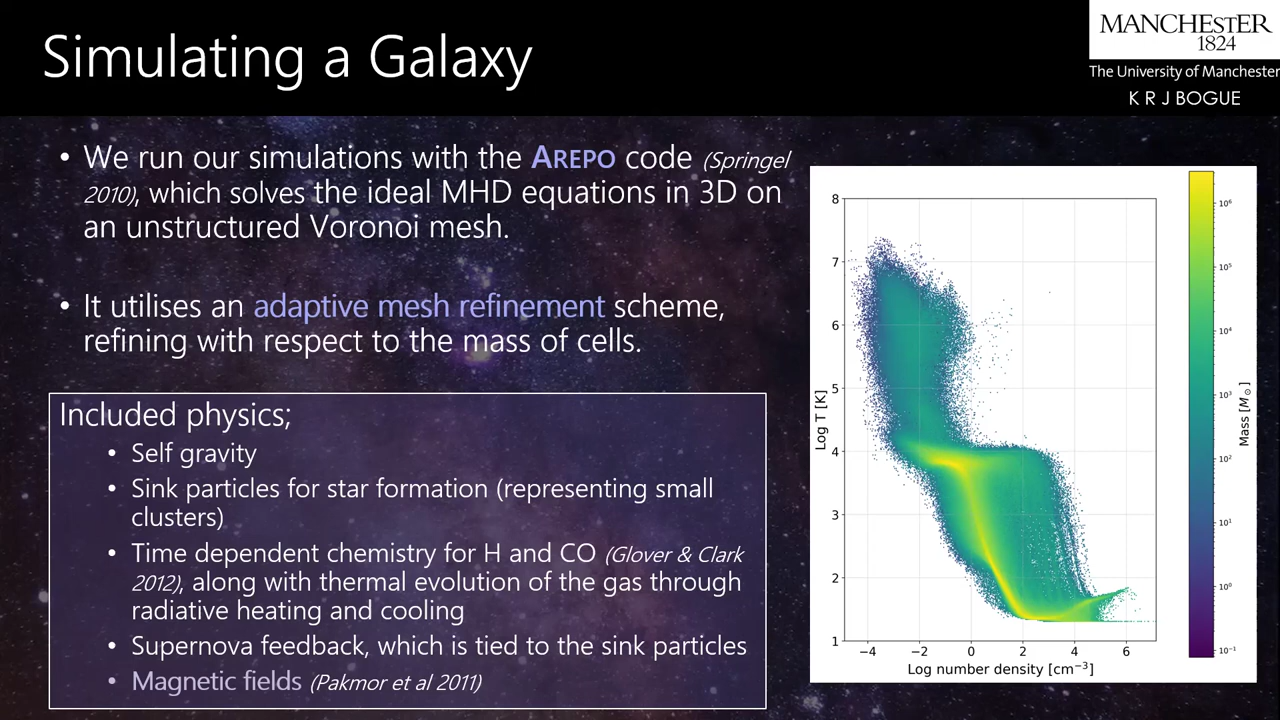 Simulating a Galaxy
MANCHESTER
1824
The University of Manchester
K R J BOGUE
• We run our simulations with the AREPO code (Springel
2010), which solves the ideal MHD equations in 3D on
an unstructured Voronoi mesh.
• It utilises an adaptive mesh refinement scheme,
refining with respect to the mass of cells.
Included physics;
• Self gravity
• Sink particles for star formation (representing small
clusters)
• Time dependent chemistry for H and CO (Glover & Clark
2012), along with thermal evolution of the gas through
radiative heating and cooling
• Supernova feedback, which is tied to the sink particles
• Magnetic fields (Pakmor et al 2011)
Log T [K]
8
7
6
5
4
3
2
1
−4 −2 0 2 4 6
Log number density [cm⁻³]
10⁶
10⁵
10⁴
10³
10²
10¹
10⁰
10⁻¹
Mass [M☉]